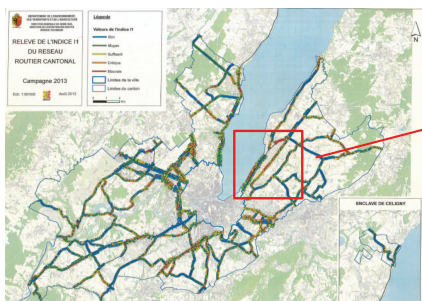 RELEVE DE L'INDICE I1
DU RESEAU
ROUTIER CANTONAL
Campagne 2013
Août 2013
Légende
Valeurs de l'indice I1
Bon
Moyen
Suffisant
Critique
Mauvais
Limites de la ville
Limites du canton
N
ENCLAVE DE CELIGNY